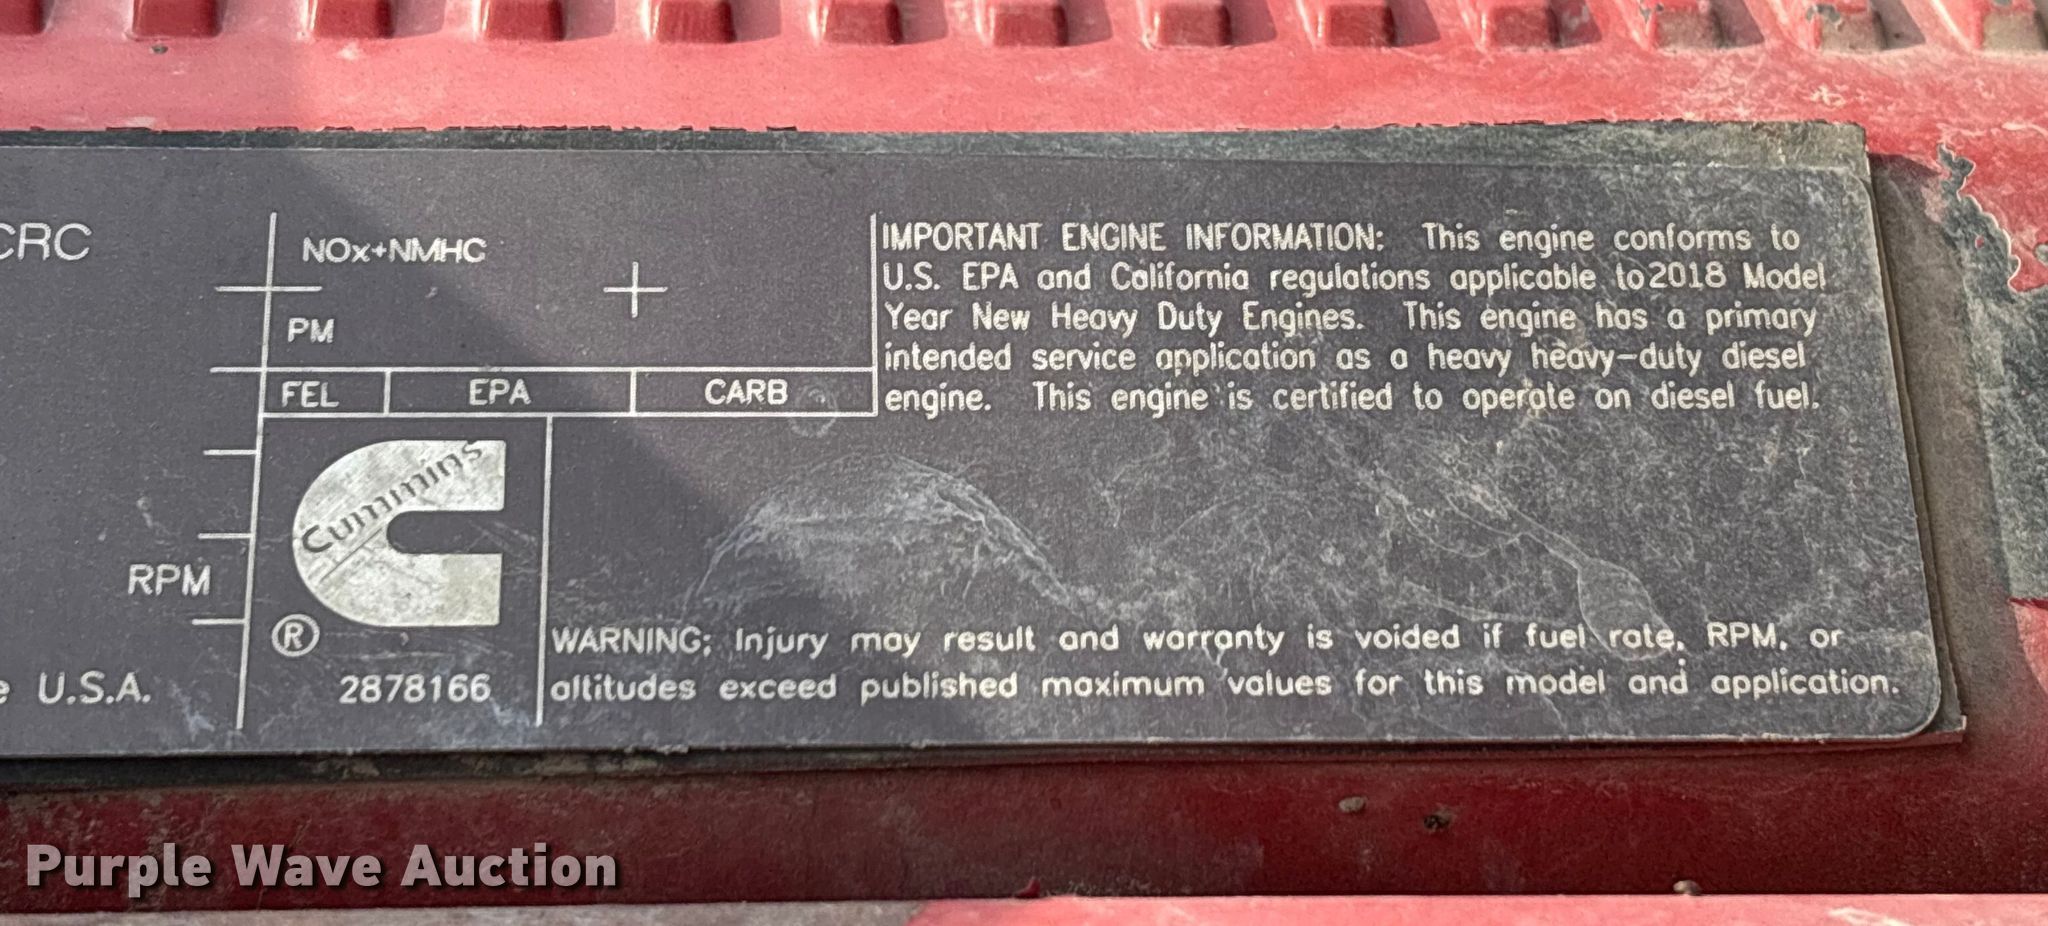 CRC
NOx+NMHC
PM
FEL EPA CARB
IMPORTANT ENGINE INFORMATION: This engine conforms to
U.S. EPA and California regulations applicable to 2018 Model
Year New Heavy Duty Engines. This engine has a primary
intended service application as a heavy heavy-duty diesel
engine. This engine is certified to operate on diesel fuel.
Cummins
®
RPM
U.S.A.
2878166
WARNING: Injury may result and warranty is voided if fuel rate, RPM, or
altitudes exceed published maximum values for this model and application.
Purple Wave Auction